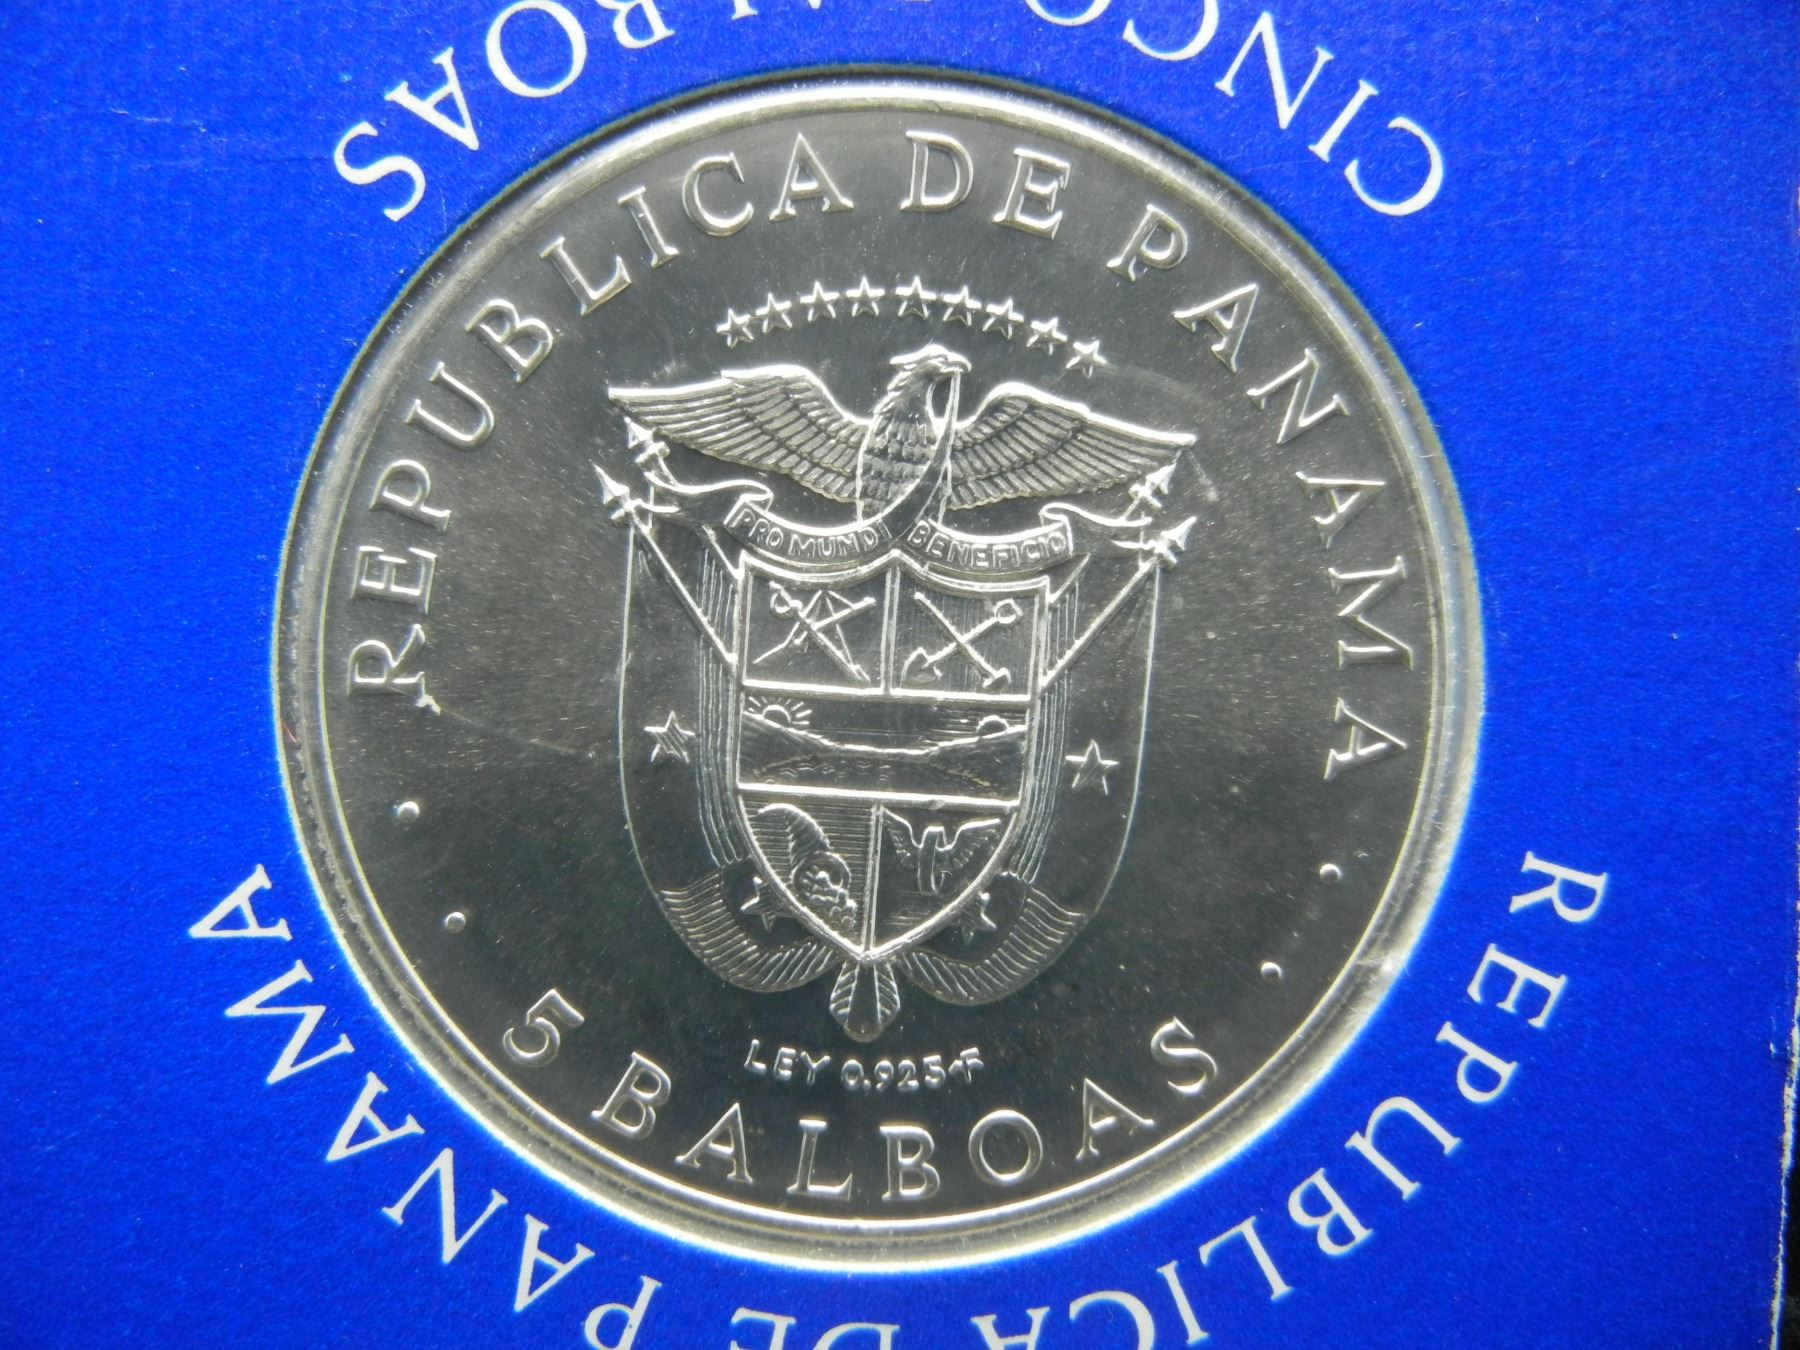 CINCO BALBOAS
REPUBLICA DE PANAMA
PRO MUNDI BENEFICIO
LEY 0.925 F
5 BALBOAS
REPUBLICA DE PANAMA